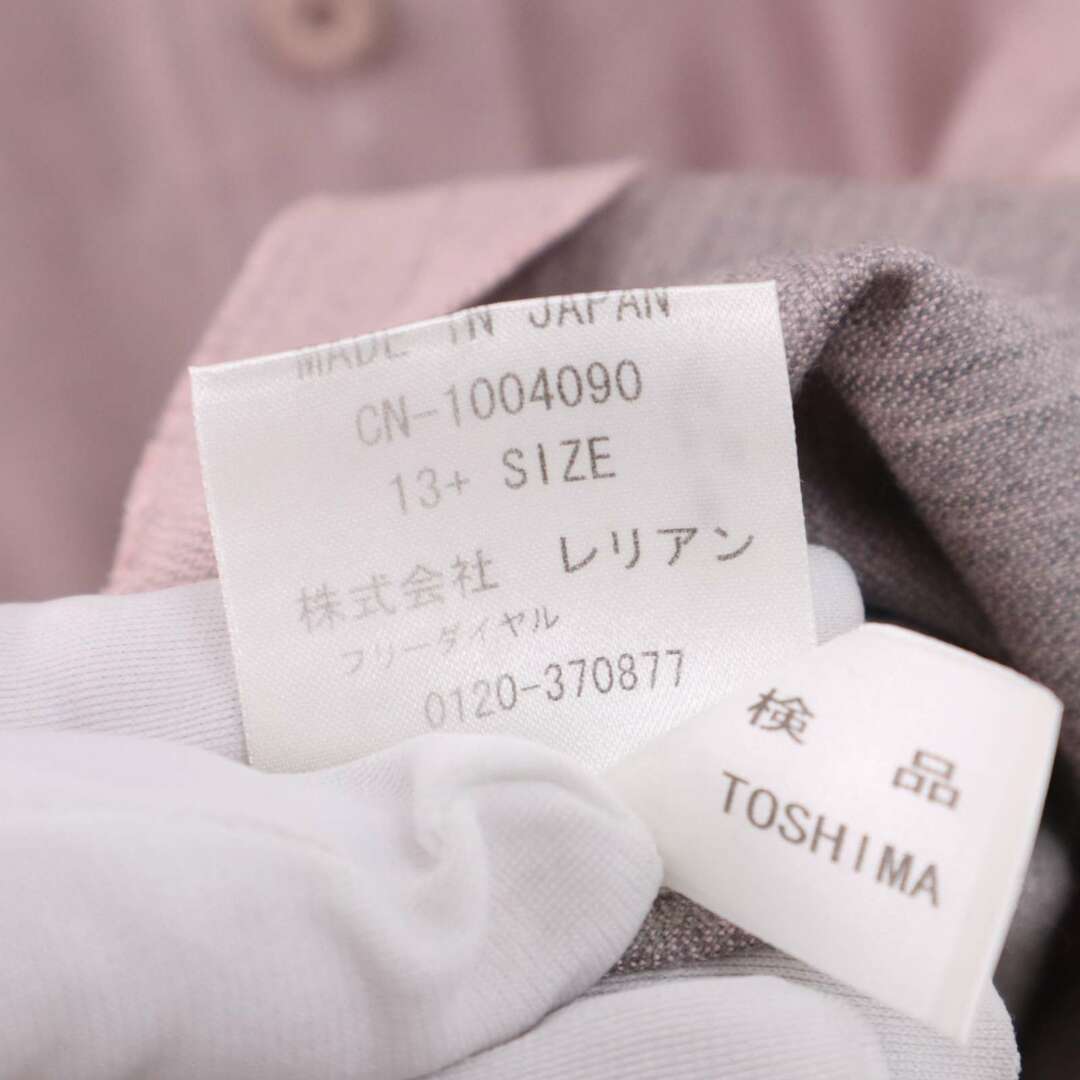 MADE IN JAPAN
CN-1004090
13+ SIZE
株式会社 レリアン
フリーダイヤル
0120-370877
検品
TOSHIMA